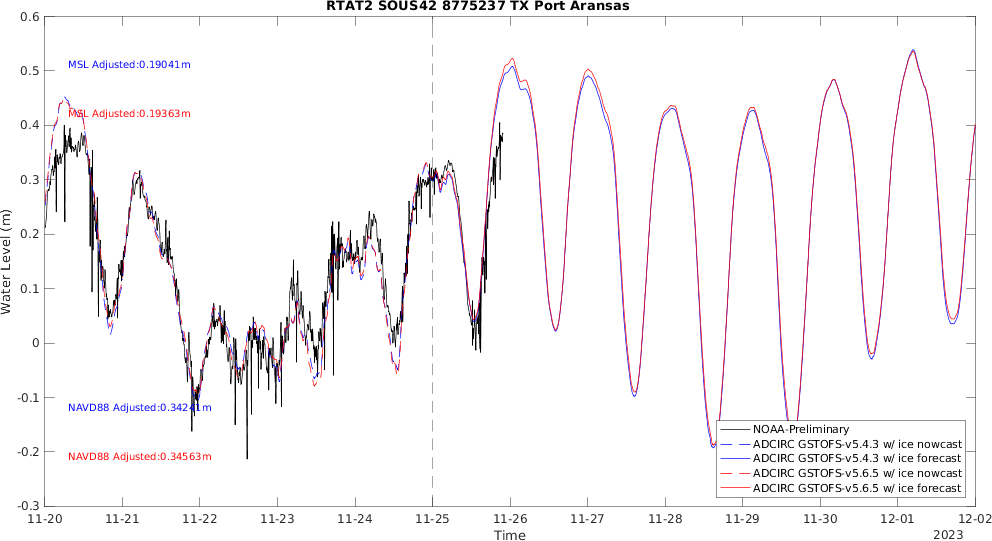 RTAT2 SOUS42 8775237 TX Port Aransas
0.6
0.5
0.4
0.3
0.2
0.1
0
-0.1
-0.2
-0.3
Water Level (m)
MSL Adjusted:0.19041m
MSL Adjusted:0.19363m
NAVD88 Adjusted:0.34241m
NAVD88 Adjusted:0.34563m
NOAA-Preliminary
ADCIRC GSTOFS-v5.4.3 w/ ice nowcast
ADCIRC GSTOFS-v5.4.3 w/ ice forecast
ADCIRC GSTOFS-v5.6.5 w/ ice nowcast
ADCIRC GSTOFS-v5.6.5 w/ ice forecast
11-20 11-21 11-22 11-23 11-24 11-25 11-26 11-27 11-28 11-29 11-30 12-01 12-02
Time
2023